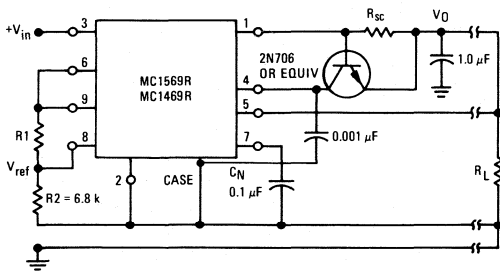 +Vin
3
6
9
8
R1
Vref
R2 = 6.8 k
MC1569R
MC1469R
2
CASE
1
4
5
7
CN
0.1 µF
2N706
OR EQUIV
0.001 µF
RSC
VO
1.0 µF
RL